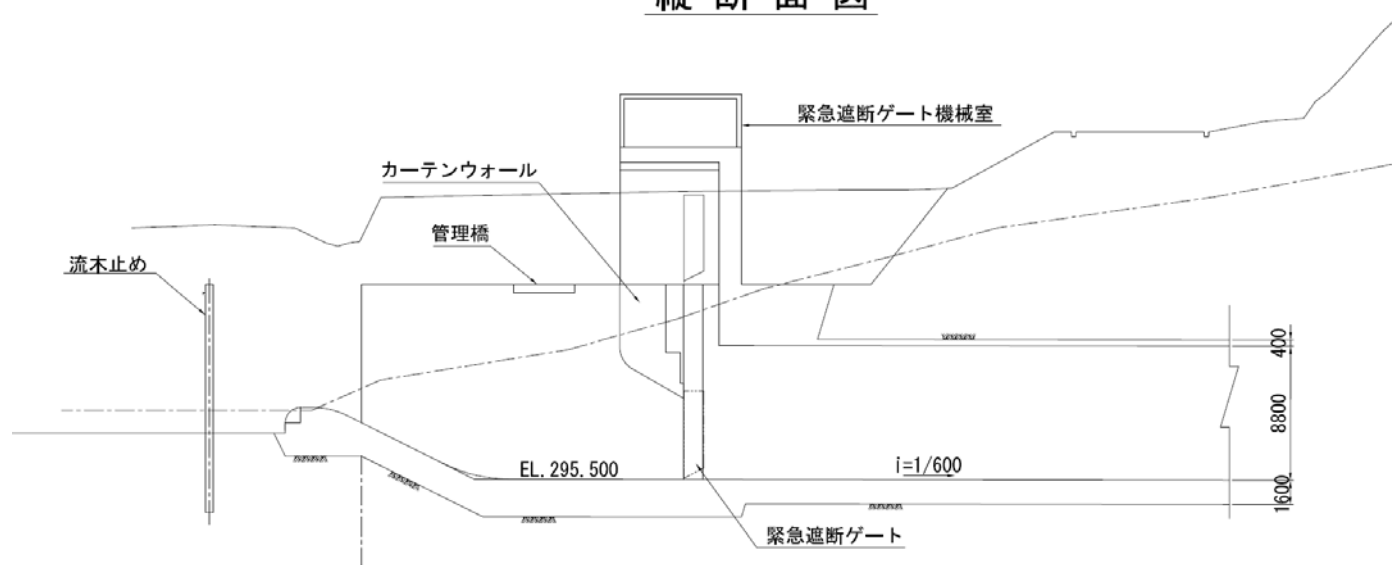 縦断面図
緊急遮断ゲート機械室
カーテンウォール
管理橋
流木止め
400
8800
EL.295.500
i=1/600
1600
緊急遮断ゲート